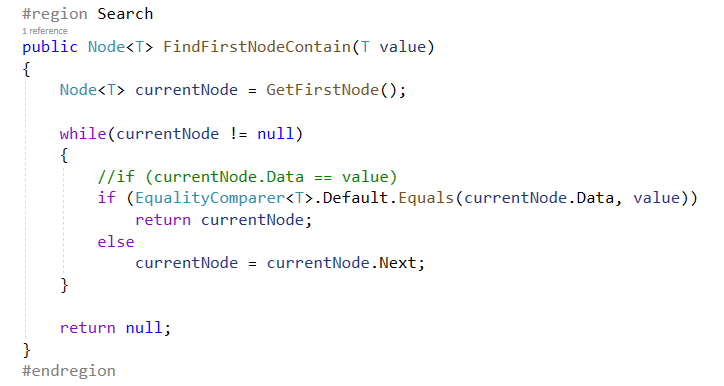 #region Search
1 reference
public Node<T> FindFirstNodeContain(T value)
{
    Node<T> currentNode = GetFirstNode();

    while(currentNode != null)
    {
        //if (currentNode.Data == value)
        if (EqualityComparer<T>.Default.Equals(currentNode.Data, value))
            return currentNode;
        else
            currentNode = currentNode.Next;
    }

    return null;
}
#endregion